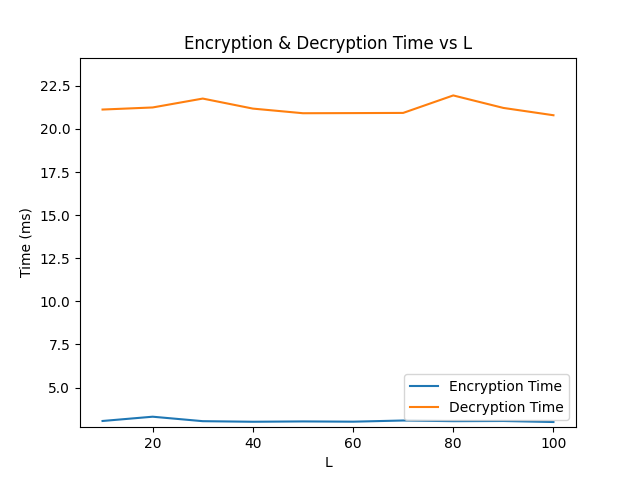 Encryption & Decryption Time vs L
Time (ms)
22.5
20.0
17.5
15.0
12.5
10.0
7.5
5.0
Encryption Time
Decryption Time
20 40 60 80 100
L